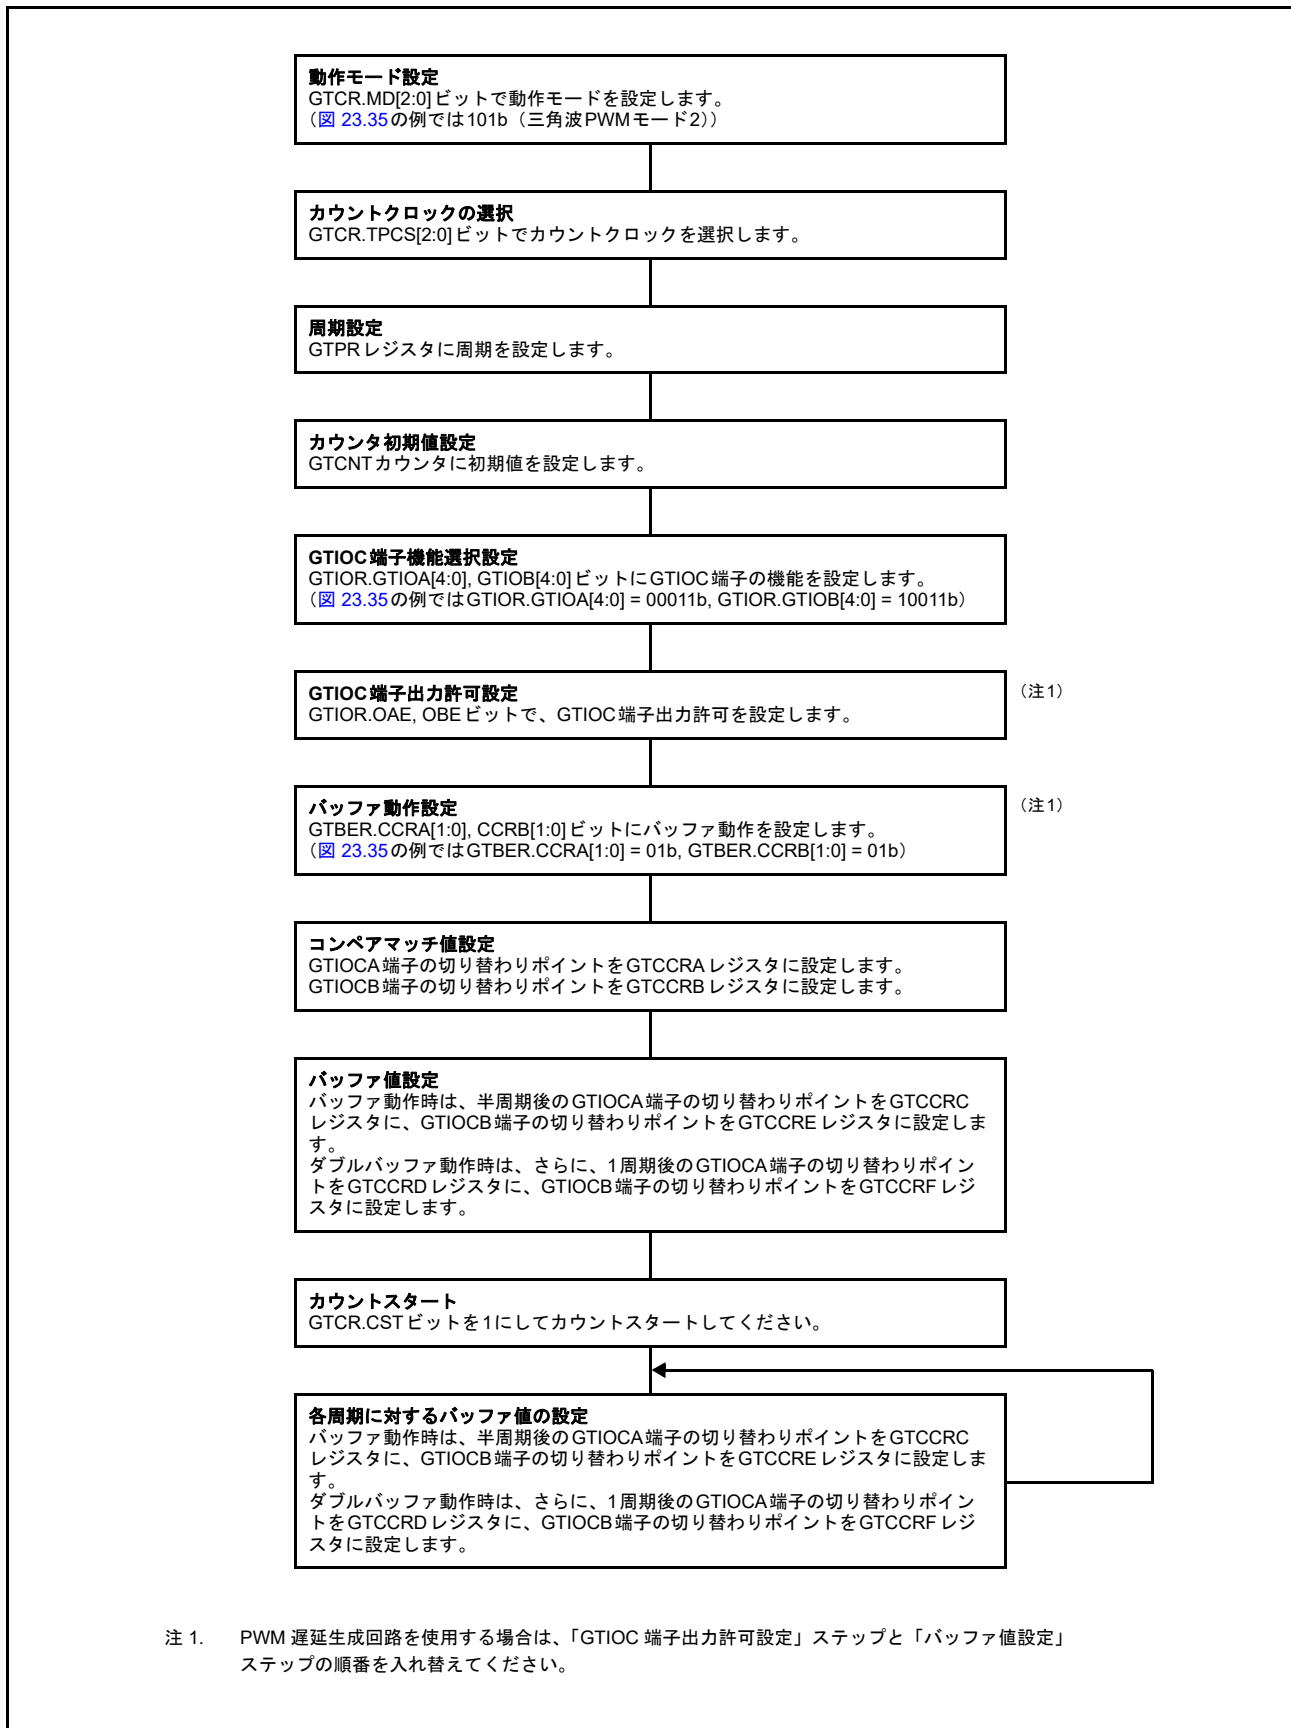 動作モード設定
GTCR.MD[2:0]ビットで動作モードを設定します。
（図 23.35の例では101b（三角波PWMモード2））
カウントクロックの選択
GTCR.TPCS[2:0]ビットでカウントクロックを選択します。
周期設定
GTPRレジスタに周期を設定します。
カウンタ初期値設定
GTCNTカウンタに初期値を設定します。
GTIOC端子機能選択設定
GTIOR.GTIOA[4:0], GTIOB[4:0]ビットにGTIOC端子の機能を設定します。
（図 23.35の例ではGTIOR.GTIOA[4:0] = 00011b, GTIOR.GTIOB[4:0] = 10011b）
GTIOC端子出力許可設定
（注1）
GTIOR.OAE, OBEビットで、GTIOC端子出力許可を設定します。
バッファ動作設定
（注1）
GTBER.CCRA[1:0], CCRB[1:0]ビットにバッファ動作を設定します。
（図 23.35の例ではGTBER.CCRA[1:0] = 01b, GTBER.CCRB[1:0] = 01b）
コンペアマッチ値設定
GTIOCA端子の切り替わりポイントをGTCCRAレジスタに設定します。
GTIOCB端子の切り替わりポイントをGTCCRBレジスタに設定します。
バッファ値設定
バッファ動作時は、半周期後のGTIOCA端子の切り替わりポイントをGTCCRC
レジスタに、GTIOCB端子の切り替わりポイントをGTCCREレジスタに設定しま
す。
ダブルバッファ動作時は、さらに、1周期後のGTIOCA端子の切り替わりポイン
トをGTCCRDレジスタに、GTIOCB端子の切り替わりポイントをGTCCRFレジ
スタに設定します。
カウントスタート
GTCR.CSTビットを1にしてカウントスタートしてください。
各周期に対するバッファ値の設定
バッファ動作時は、半周期後のGTIOCA端子の切り替わりポイントをGTCCRC
レジスタに、GTIOCB端子の切り替わりポイントをGTCCREレジスタに設定しま
す。
ダブルバッファ動作時は、さらに、1周期後のGTIOCA端子の切り替わりポイン
トをGTCCRDレジスタに、GTIOCB端子の切り替わりポイントをGTCCRFレジ
スタに設定します。
注 1. PWM 遅延生成回路を使用する場合は、「GTIOC 端子出力許可設定」ステップと「バッファ値設定」
ステップの順番を入れ替えてください。